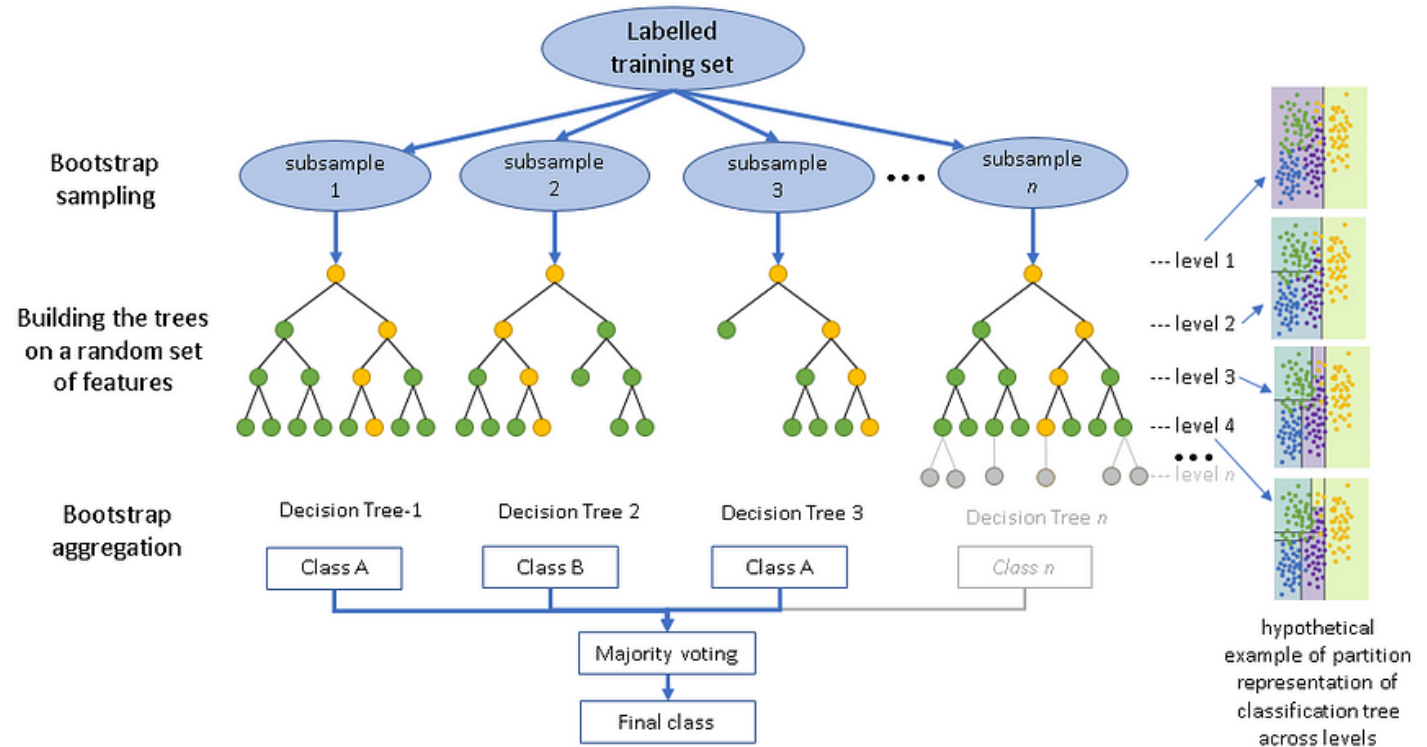 Labelled
training set
Bootstrap
sampling
subsample
1
subsample
2
subsample
3
•••
subsample
n
Building the trees
on a random set
of features
--- level 1
--- level 2
--- level 3
--- level 4
•••
--- level n
Bootstrap
aggregation
Decision Tree-1
Decision Tree 2
Decision Tree 3
Decision Tree n
Class A
Class B
Class A
Class n
Majority voting
Final class
hypothetical
example of partition
representation of
classification tree
across levels